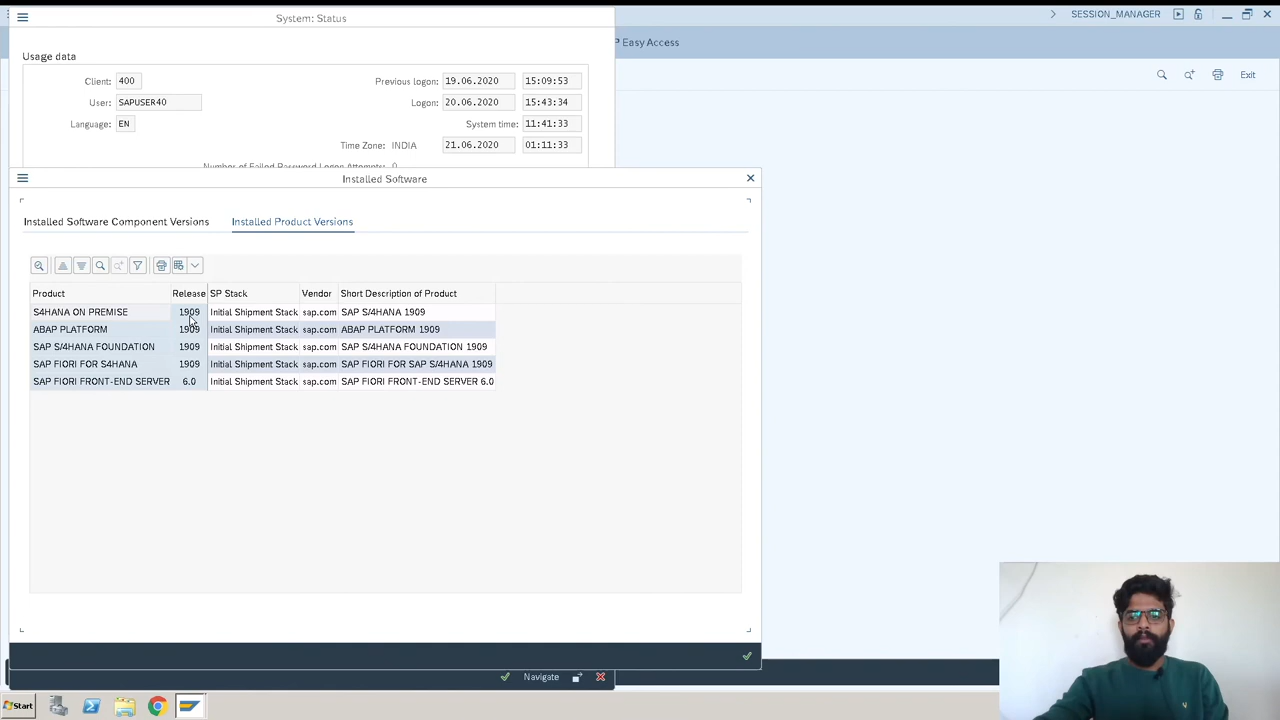 System: Status
SESSION_MANAGER
P Easy Access
Exit
Usage data
Client: 400
Previous logon: 19.06.2020 15:09:53
User: SAPUSER40
Logon: 20.06.2020 15:43:34
Language: EN
System time: 11:41:33
Time Zone: INDIA 21.06.2020 01:11:33
Number of Failed Password Logon Attempts: 0
Installed Software
Installed Software Component Versions Installed Product Versions
Product Release SP Stack Vendor Short Description of Product
S4HANA ON PREMISE 1909 Initial Shipment Stack sap.com SAP S/4HANA 1909
ABAP PLATFORM 1909 Initial Shipment Stack sap.com ABAP PLATFORM 1909
SAP S/4HANA FOUNDATION 1909 Initial Shipment Stack sap.com SAP S/4HANA FOUNDATION 1909
SAP FIORI FOR S4HANA 1909 Initial Shipment Stack sap.com SAP FIORI FOR SAP S/4HANA 1909
SAP FIORI FRONT-END SERVER 6.0 Initial Shipment Stack sap.com SAP FIORI FRONT-END SERVER 6.0
Navigate
Start